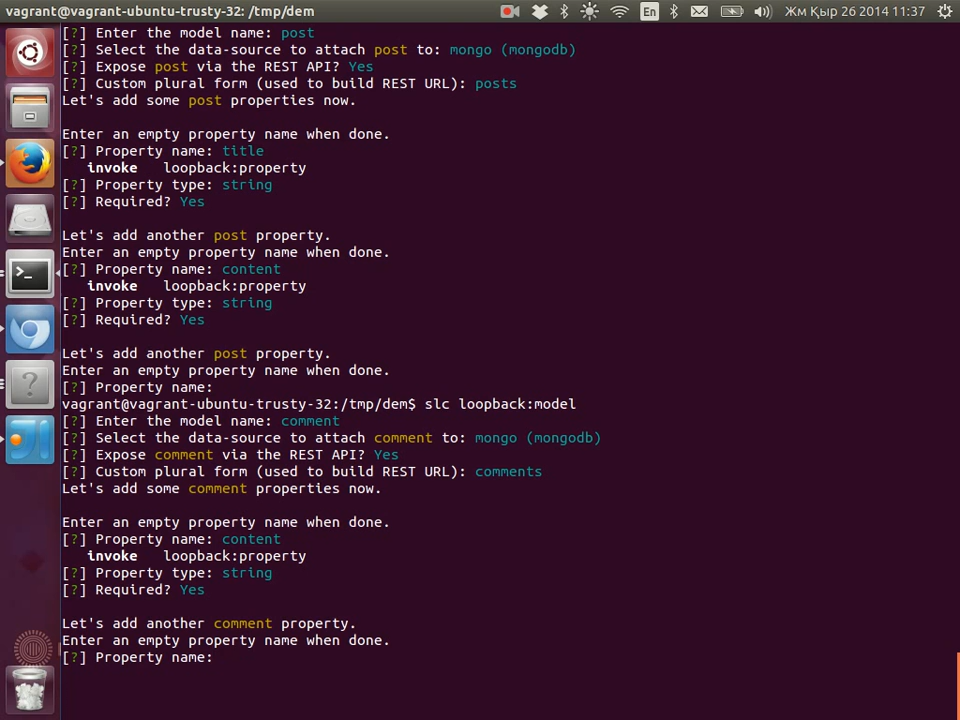 vagrant@vagrant-ubuntu-trusty-32: /tmp/dem
En
Жм Қыр 26 2014 11:37
[?] Enter the model name: post
[?] Select the data-source to attach post to: mongo (mongodb)
[?] Expose post via the REST API? Yes
[?] Custom plural form (used to build REST URL): posts
Let's add some post properties now.
Enter an empty property name when done.
[?] Property name: title
invoke loopback:property
[?] Property type: string
[?] Required? Yes
Let's add another post property.
Enter an empty property name when done.
[?] Property name: content
invoke loopback:property
[?] Property type: string
[?] Required? Yes
Let's add another post property.
Enter an empty property name when done.
[?] Property name:
vagrant@vagrant-ubuntu-trusty-32:/tmp/dem$ slc loopback:model
[?] Enter the model name: comment
[?] Select the data-source to attach comment to: mongo (mongodb)
[?] Expose comment via the REST API? Yes
[?] Custom plural form (used to build REST URL): comments
Let's add some comment properties now.
Enter an empty property name when done.
[?] Property name: content
invoke loopback:property
[?] Property type: string
[?] Required? Yes
Let's add another comment property.
Enter an empty property name when done.
[?] Property name: